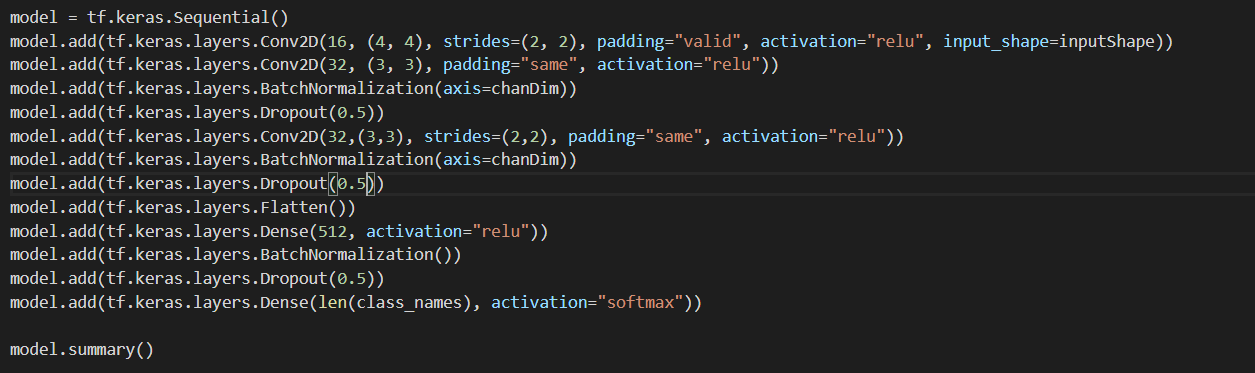 model = tf.keras.Sequential()
model.add(tf.keras.layers.Conv2D(16, (4, 4), strides=(2, 2), padding="valid", activation="relu", input_shape=inputShape))
model.add(tf.keras.layers.Conv2D(32, (3, 3), padding="same", activation="relu"))
model.add(tf.keras.layers.BatchNormalization(axis=chanDim))
model.add(tf.keras.layers.Dropout(0.5))
model.add(tf.keras.layers.Conv2D(32,(3,3), strides=(2,2), padding="same", activation="relu"))
model.add(tf.keras.layers.BatchNormalization(axis=chanDim))
model.add(tf.keras.layers.Dropout(0.5))
model.add(tf.keras.layers.Flatten())
model.add(tf.keras.layers.Dense(512, activation="relu"))
model.add(tf.keras.layers.BatchNormalization())
model.add(tf.keras.layers.Dropout(0.5))
model.add(tf.keras.layers.Dense(len(class_names), activation="softmax"))
model.summary()